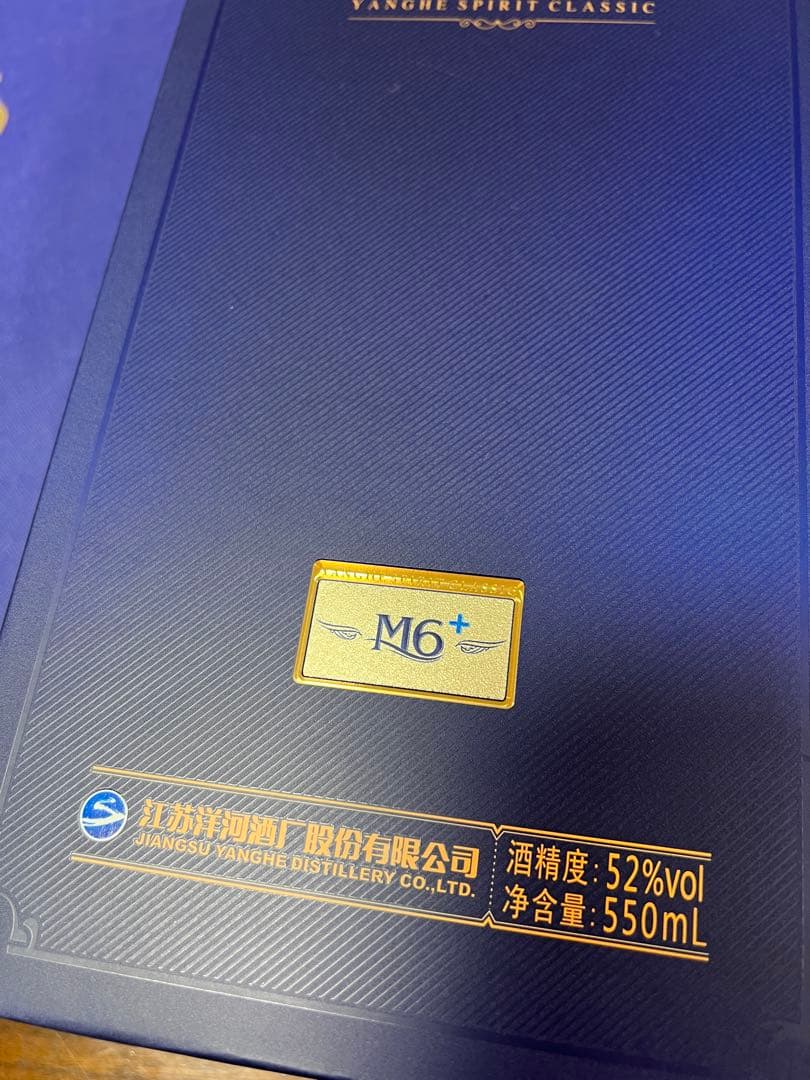 YANGHE SPIRIT CLASSIC
M6+
江苏洋河酒厂股份有限公司
JIANGSU YANGHE DISTILLERY CO.,LTD.
酒精度:52%vol
净含量:550mL